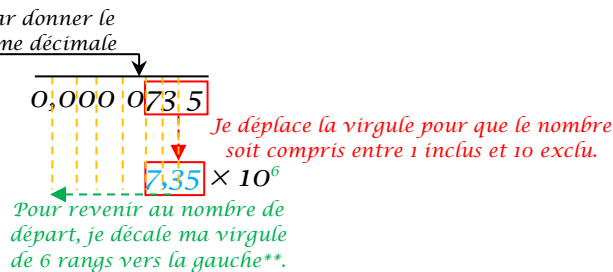 ar donner le
me décimale
0,000 073 5
Je déplace la virgule pour que le nombre
soit compris entre 1 inclus et 10 exclu.
7,35 × 10⁶
Pour revenir au nombre de
départ, je décale ma virgule
de 6 rangs vers la gauche**.